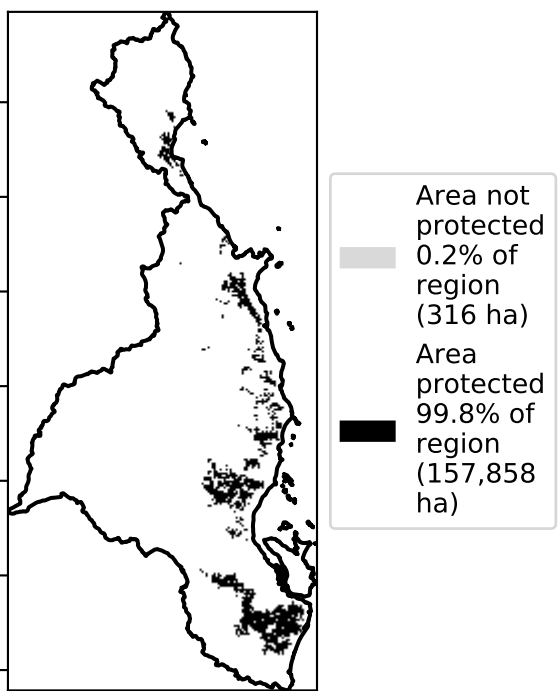 Area not
protected
0.2% of
region
(316 ha)
Area
protected
99.8% of
region
(157,858
ha)